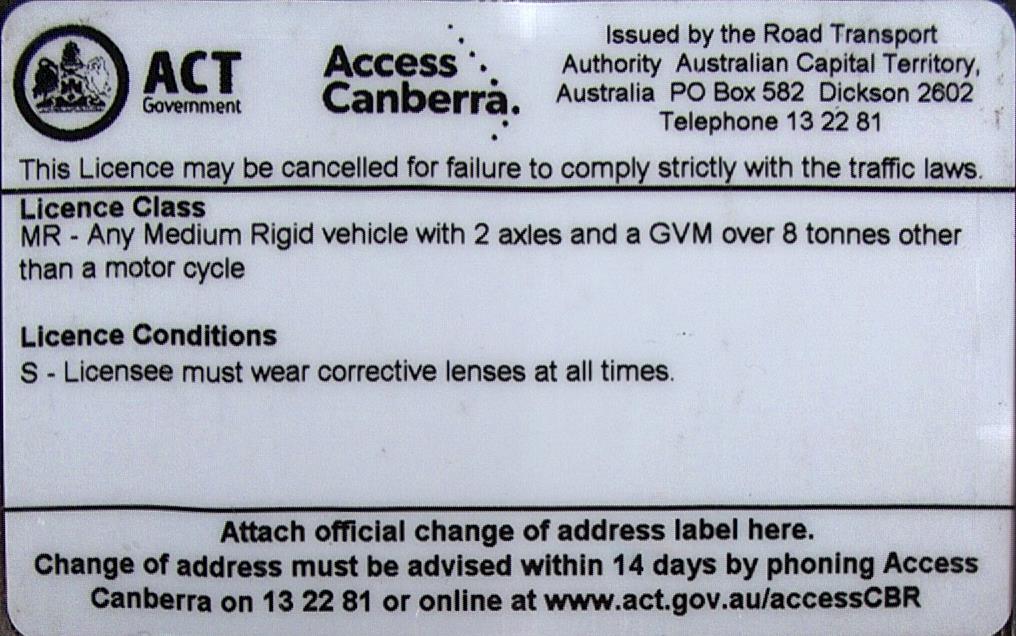 ACT
Government
Access
Canberra.
Issued by the Road Transport
Authority Australian Capital Territory,
Australia PO Box 582 Dickson 2602
Telephone 13 22 81
This Licence may be cancelled for failure to comply strictly with the traffic laws.
Licence Class
MR - Any Medium Rigid vehicle with 2 axles and a GVM over 8 tonnes other
than a motor cycle
Licence Conditions
S - Licensee must wear corrective lenses at all times.
Attach official change of address label here.
Change of address must be advised within 14 days by phoning Access
Canberra on 13 22 81 or online at www.act.gov.au/accessCBR